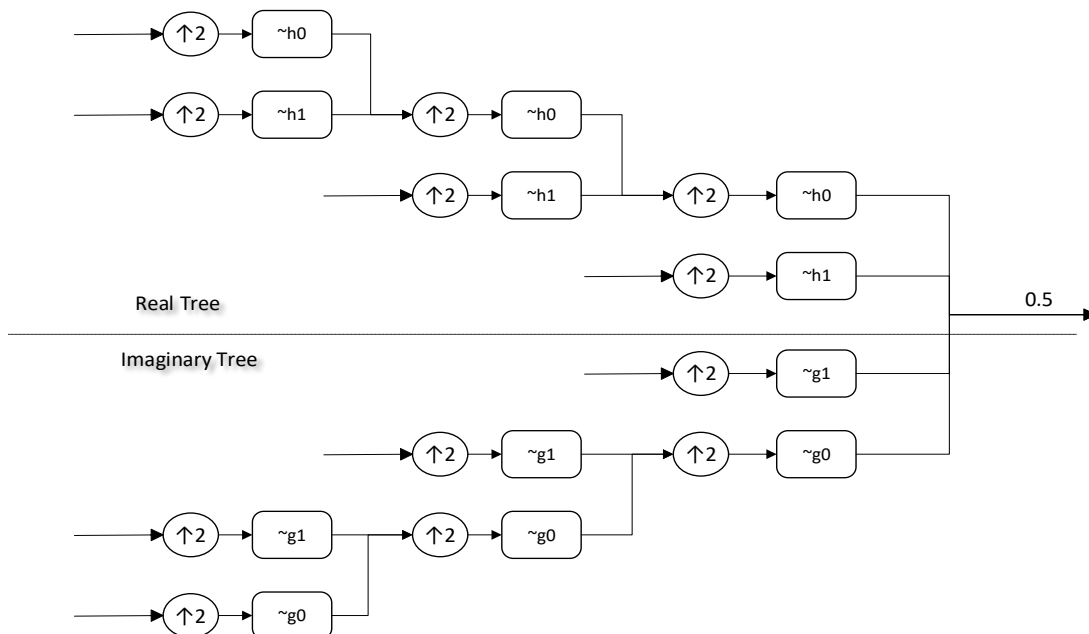 ↑2 ~h0
↑2 ~h1 ↑2 ~h0
↑2 ~h1 ↑2 ~h0
↑2 ~h1
Real Tree
0.5
Imaginary Tree
↑2 ~g1
↑2 ~g1 ↑2 ~g0
↑2 ~g1 ↑2 ~g0
↑2 ~g0